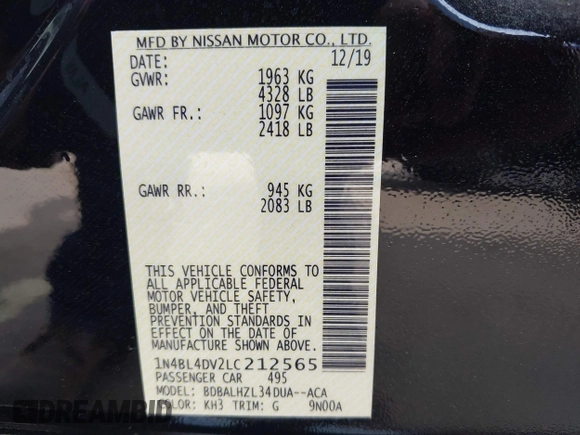 MFD BY NISSAN MOTOR CO., LTD.
DATE: 12/19
GVWR: 1963 KG
4328 LB
GAWR FR.: 1097 KG
2418 LB
GAWR RR.: 945 KG
2083 LB
THIS VEHICLE CONFORMS TO
ALL APPLICABLE FEDERAL
MOTOR VEHICLE SAFETY,
BUMPER, AND THEFT
PREVENTION STANDARDS IN
EFFECT ON THE DATE OF
MANUFACTURE SHOWN ABOVE.
1N4BL4DV2LC212565
PASSENGER CAR 495
MODEL: BDBALHZL34DUA--ACA
COLOR: KH3 TRIM: G 9N00A
DREAMBID